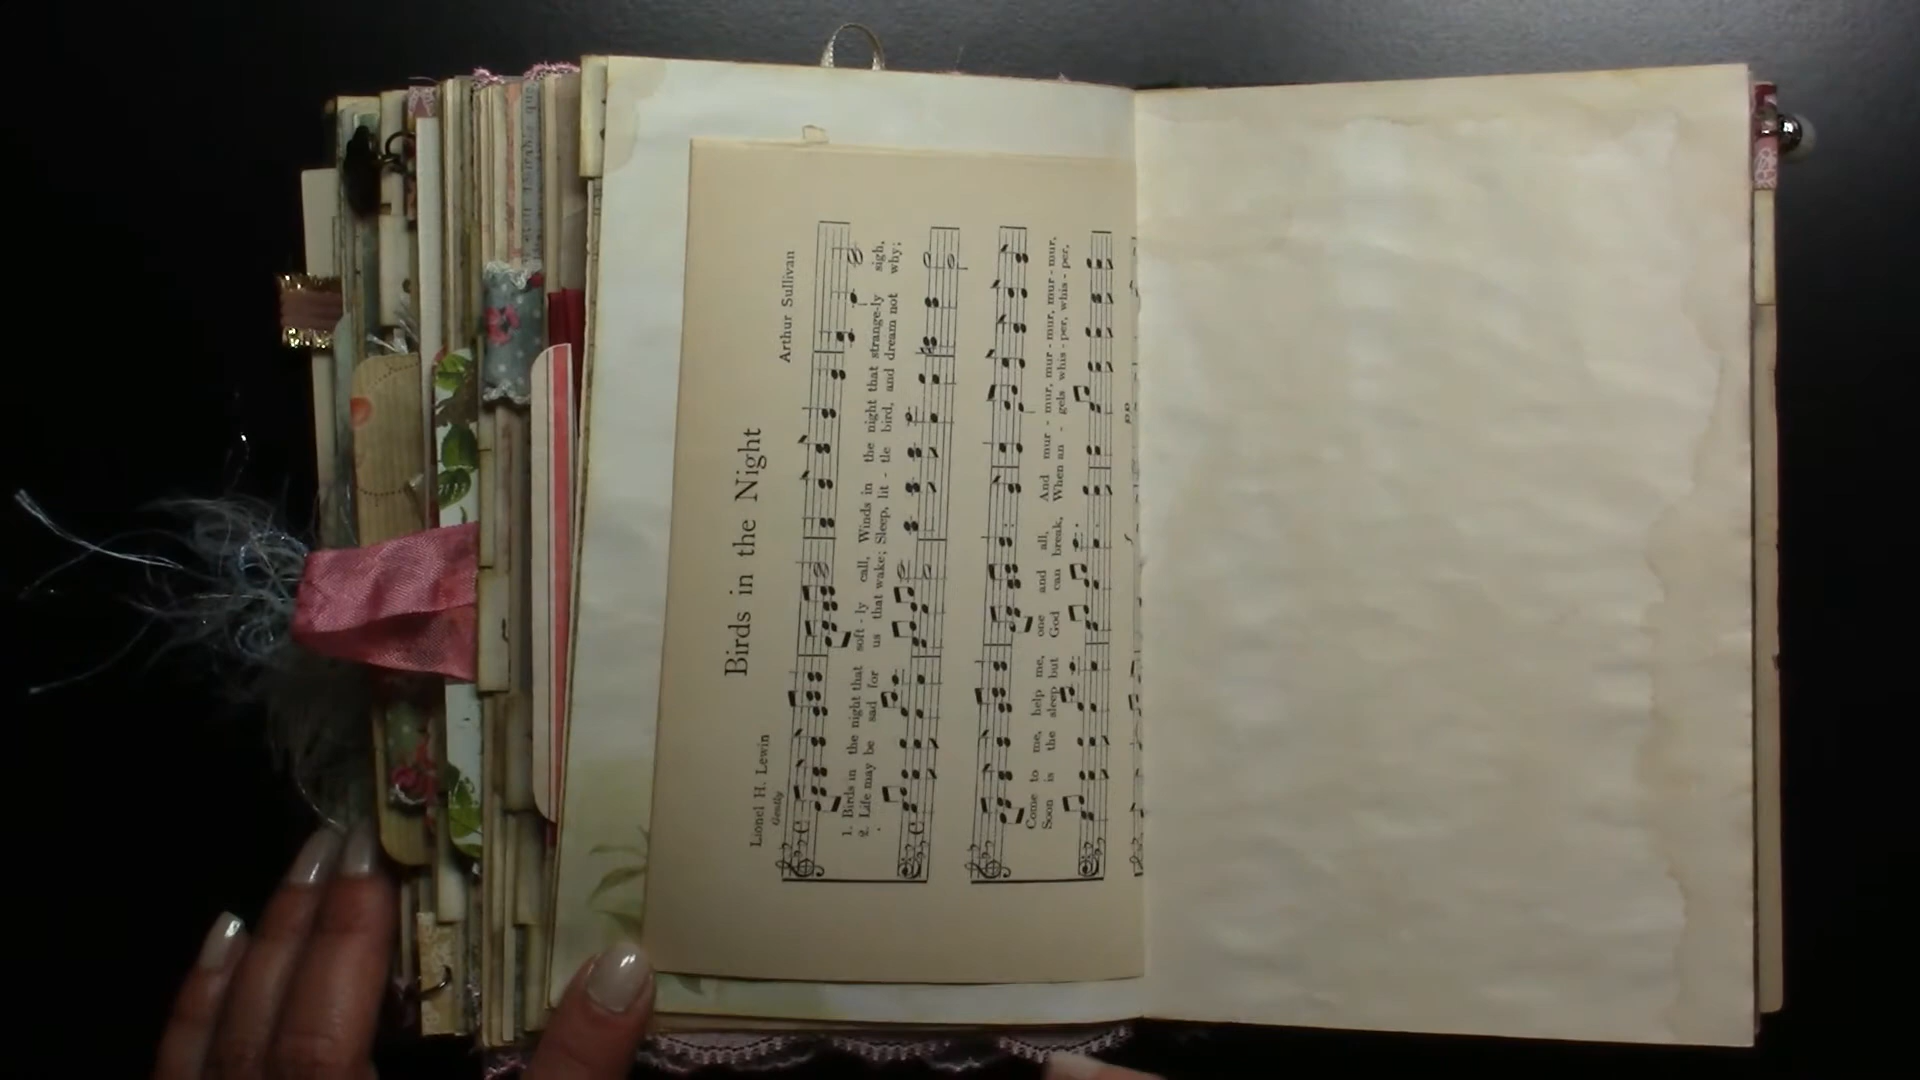 Birds in the Night
Lionel H. Lewin
Arthur Sullivan
Gently
1. Birds in the night that soft - ly call, Winds in the night that strange-ly sigh,
2. Life may be sad for us that wake; Sleep, lit - tle bird, and dream not why;
Come to me, help me, one and all, And mur - mur, mur - mur, mur - mur,
Soon is the sleep but God can break, When an - gels whis - per, whis - per,
pp